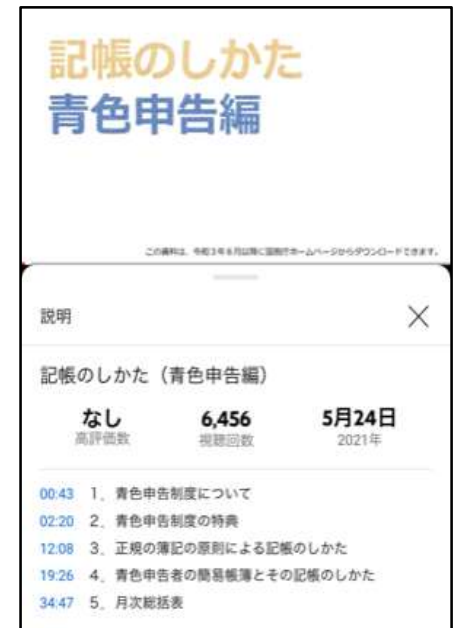 記帳のしかた
青色申告編
この資料は、令和3年6月以降に国税庁ホームページからダウンロードできます。
説明
記帳のしかた（青色申告編）
なし 6,456 5月24日
高評価数 視聴回数 2021年
00:43 1．青色申告制度について
02:20 2．青色申告制度の特典
12:08 3．正規の簿記の原則による記帳のしかた
19:26 4．青色申告者の簡易帳簿とその記帳のしかた
34:47 5．月次総括表